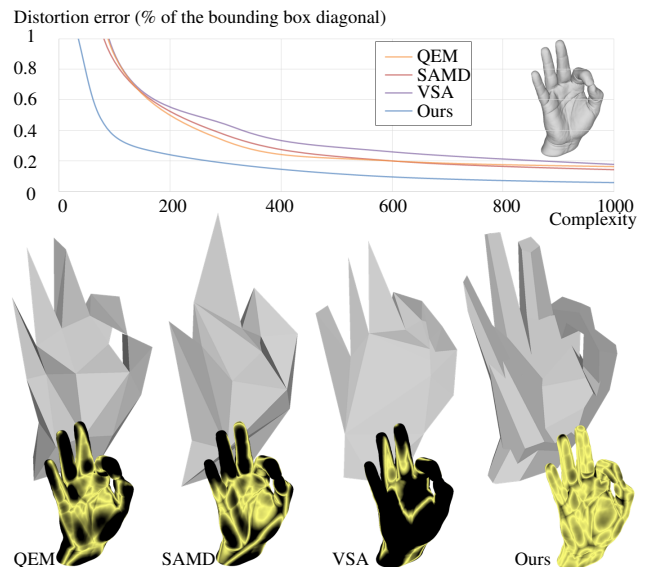 Distortion error (% of the bounding box diagonal)
1
0.8
0.6
0.4
0.2
0
QEM
SAMD
VSA
Ours
0 200 400 600 800 1000
Complexity
QEM SAMD VSA Ours